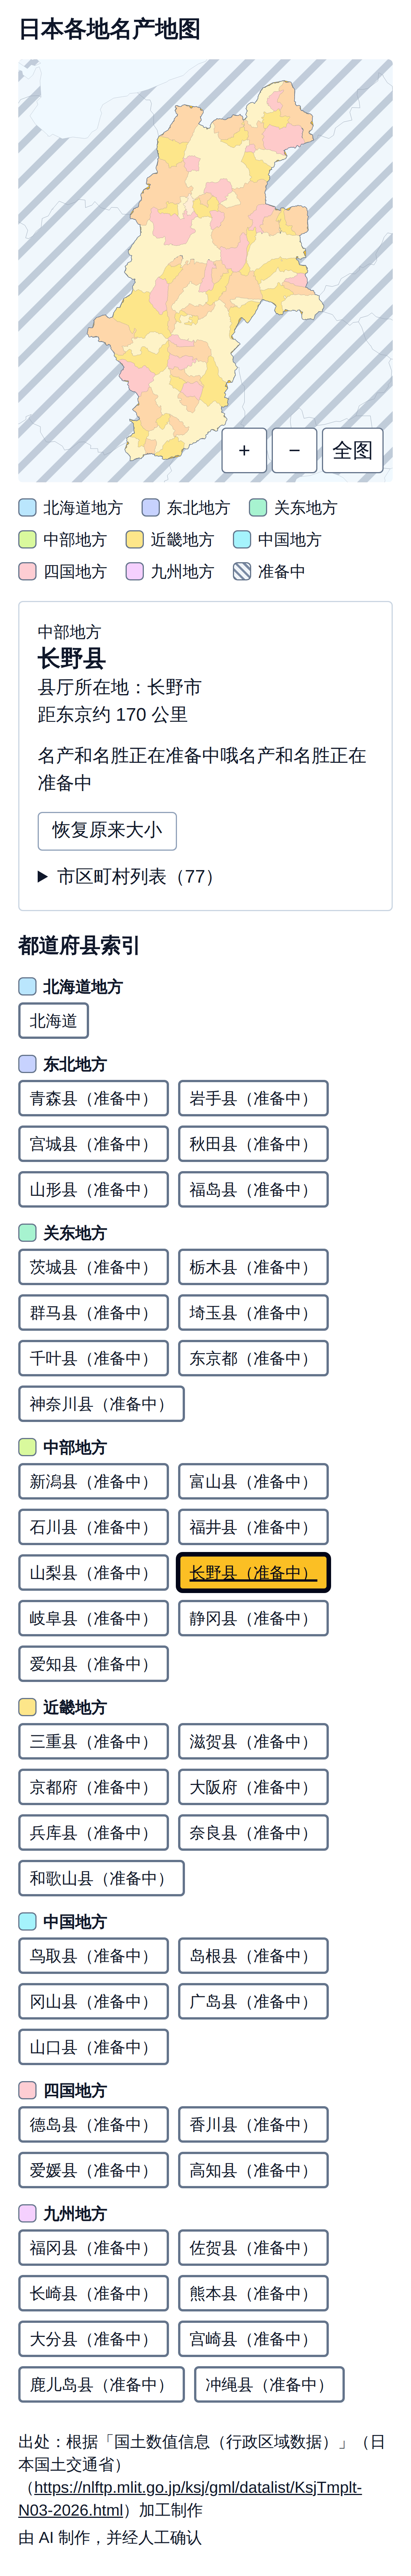 日本各地名产地图
+ − 全图
北海道地方 东北地方 关东地方
中部地方 近畿地方 中国地方
四国地方 九州地方 准备中
中部地方
长野县
县厅所在地：长野市
距东京约 170 公里
名产和名胜正在准备中哦名产和名胜正在
准备中
恢复原来大小
▶ 市区町村列表（77）
都道府县索引
北海道地方
北海道
东北地方
青森县（准备中） 岩手县（准备中）
宫城县（准备中） 秋田县（准备中）
山形县（准备中） 福岛县（准备中）
关东地方
茨城县（准备中） 栃木县（准备中）
群马县（准备中） 埼玉县（准备中）
千叶县（准备中） 东京都（准备中）
神奈川县（准备中）
中部地方
新潟县（准备中） 富山县（准备中）
石川县（准备中） 福井县（准备中）
山梨县（准备中） 长野县（准备中）
岐阜县（准备中） 静冈县（准备中）
爱知县（准备中）
近畿地方
三重县（准备中） 滋贺县（准备中）
京都府（准备中） 大阪府（准备中）
兵库县（准备中） 奈良县（准备中）
和歌山县（准备中）
中国地方
鸟取县（准备中） 岛根县（准备中）
冈山县（准备中） 广岛县（准备中）
山口县（准备中）
四国地方
德岛县（准备中） 香川县（准备中）
爱媛县（准备中） 高知县（准备中）
九州地方
福冈县（准备中） 佐贺县（准备中）
长崎县（准备中） 熊本县（准备中）
大分县（准备中） 宫崎县（准备中）
鹿儿岛县（准备中） 冲绳县（准备中）
出处：根据「国土数值信息（行政区域数据）」（日
本国土交通省）
（https://nlftp.mlit.go.jp/ksj/gml/datalist/KsjTmplt-
N03-2026.html）加工制作
由 AI 制作，并经人工确认